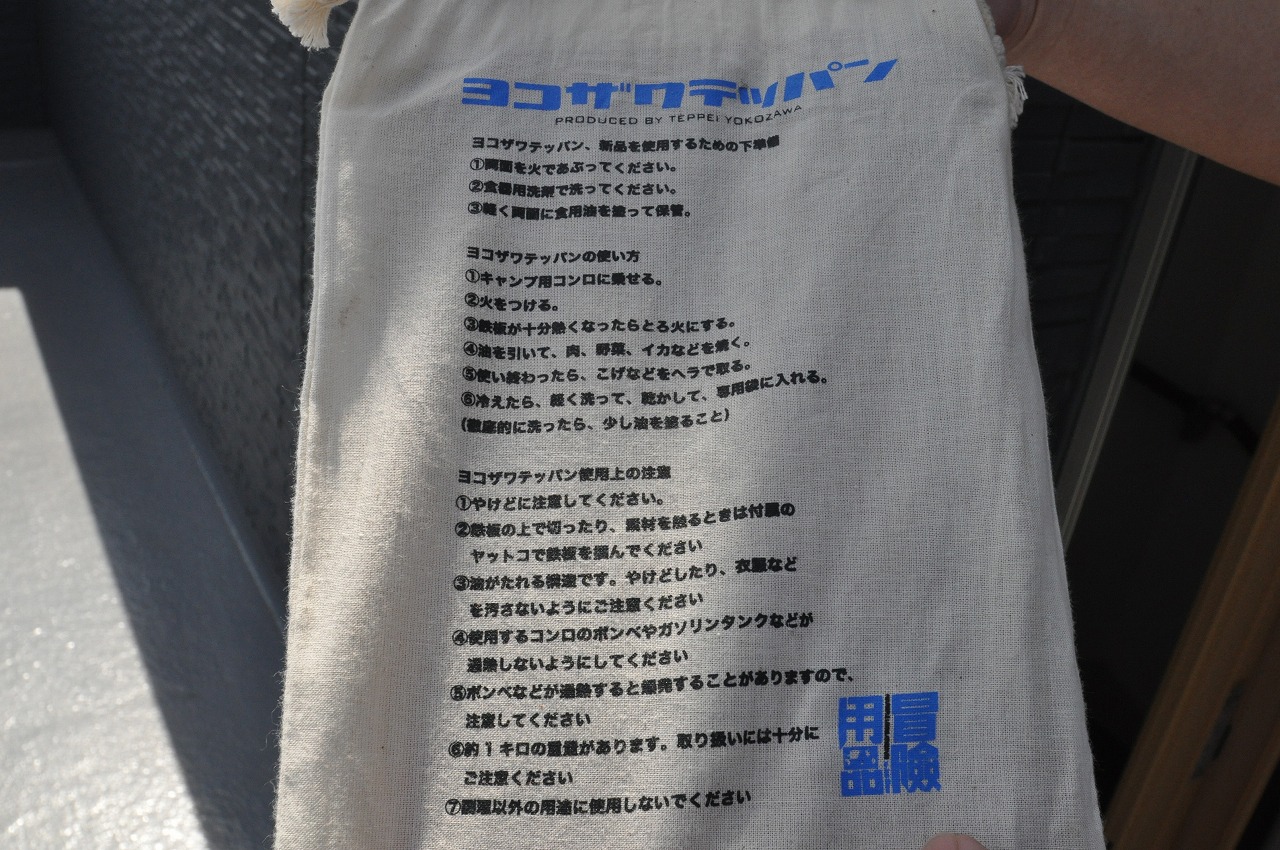 ヨコザワテッパン
PRODUCED BY TEPPEI YOKOZAWA
ヨコザワテッパン、新品を使用するための下準備
①両面を火であぶってください。
②食器用洗剤で洗ってください。
③軽く両面に食用油を塗って保管。
ヨコザワテッパンの使い方
①キャンプ用コンロに乗せる。
②火をつける。
③鉄板が十分熱くなったらとろ火にする。
④油を引いて、肉、野菜、イカなどを焼く。
⑤使い終わったら、こげなどをヘラで取る。
⑥冷えたら、軽く洗って、乾かして、専用袋に入れる。
(徹底的に洗ったら、少し油を塗ること)
ヨコザワテッパン使用上の注意
①やけどに注意してください。
②鉄板の上で切ったり、素材を触るときは付属の
ヤットコで鉄板を掴んでください
③油がたれる構造です。やけどしたり、衣服など
を汚さないようにご注意ください
④使用するコンロのボンベやガソリンタンクなどが
過熱しないようにしてください
⑤ボンベなどが過熱すると爆発することがありますので、
注意してください
⑥約1キロの重量があります。取り扱いには十分に
ご注意ください
⑦調理以外の用途に使用しないでください
冒険
用品